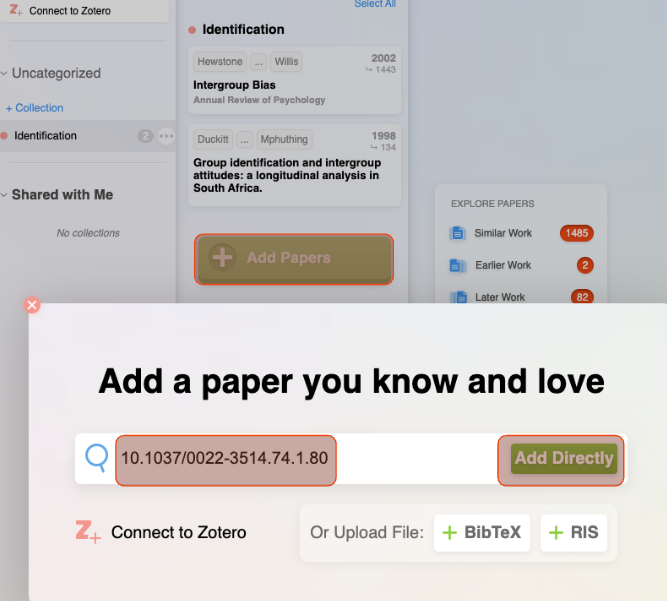 Connect to Zotero
Uncategorized
+ Collection
Identification 2
Shared with Me
No collections
Select All
Identification
Hewstone ... Willis 2002
1443
Intergroup Bias
Annual Review of Psychology
Duckitt ... Mphuthing 1998
134
Group identification and intergroup
attitudes: a longitudinal analysis in
South Africa.
Add Papers
EXPLORE PAPERS
Similar Work 1485
Earlier Work 2
Later Work 82
Add a paper you know and love
10.1037/0022-3514.74.1.80 Add Directly
Z+ Connect to Zotero Or Upload File: + BibTeX + RIS